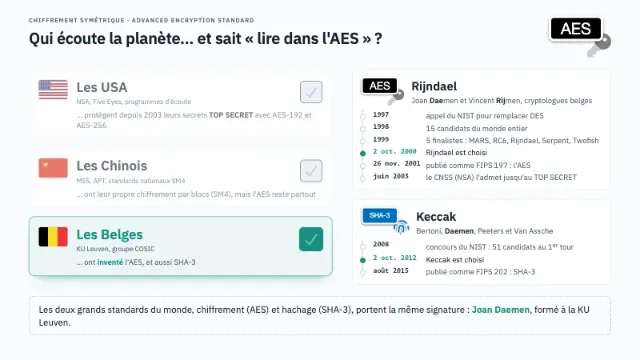 CHIFFREMENT SYMÉTRIQUE - ADVANCED ENCRYPTION STANDARD
Qui écoute la planète... et sait « lire dans l'AES » ?
AES
Les USA
NSA, Five Eyes, programmes d'écoute
... protègent depuis 2003 leurs secrets TOP SECRET avec AES-192 et
AES-256
Les Chinois
MSS, APT, standards nationaux SM4
... ont leur propre chiffrement par blocs (SM4), mais l'AES reste partout
Les Belges
KU Leuven, groupe COSIC
... ont inventé l'AES, et aussi SHA-3
AES
Rijndael
Joan Daemen et Vincent Rijmen, cryptologues belges
1997 appel du NIST pour remplacer DES
1998 15 candidats du monde entier
1999 5 finalistes : MARS, RC6, Rijndael, Serpent, Twofish
2 oct. 2000 Rijndael est choisi
26 nov. 2001 publié comme FIPS 197 : l'AES
juin 2003 le CNSS (NSA) l'admet jusqu'au TOP SECRET
SHA-3
Keccak
Bertoni, Daemen, Peeters et Van Assche
2008 concours du NIST : 51 candidats au 1er tour
2 oct. 2012 Keccak est choisi
août 2015 publié comme FIPS 202 : SHA-3
Les deux grands standards du monde, chiffrement (AES) et hachage (SHA-3), portent la même signature : Joan Daemen, formé à la KU
Leuven.